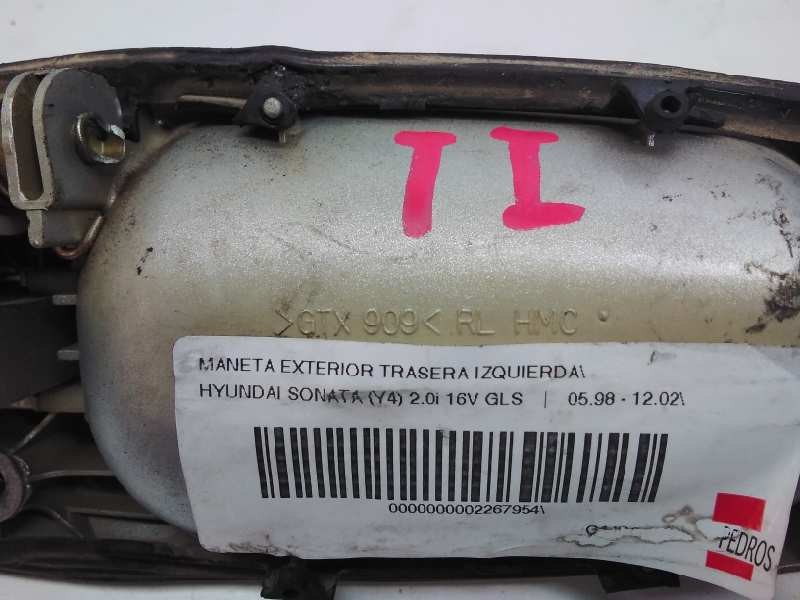 TI
>GTX 909< RL HMC
MANETA EXTERIOR TRASERA IZQUIERDA\
HYUNDAI SONATA (Y4) 2.0i 16V GLS | 05.98 - 12.02\
0000000002267954\
PEDROS